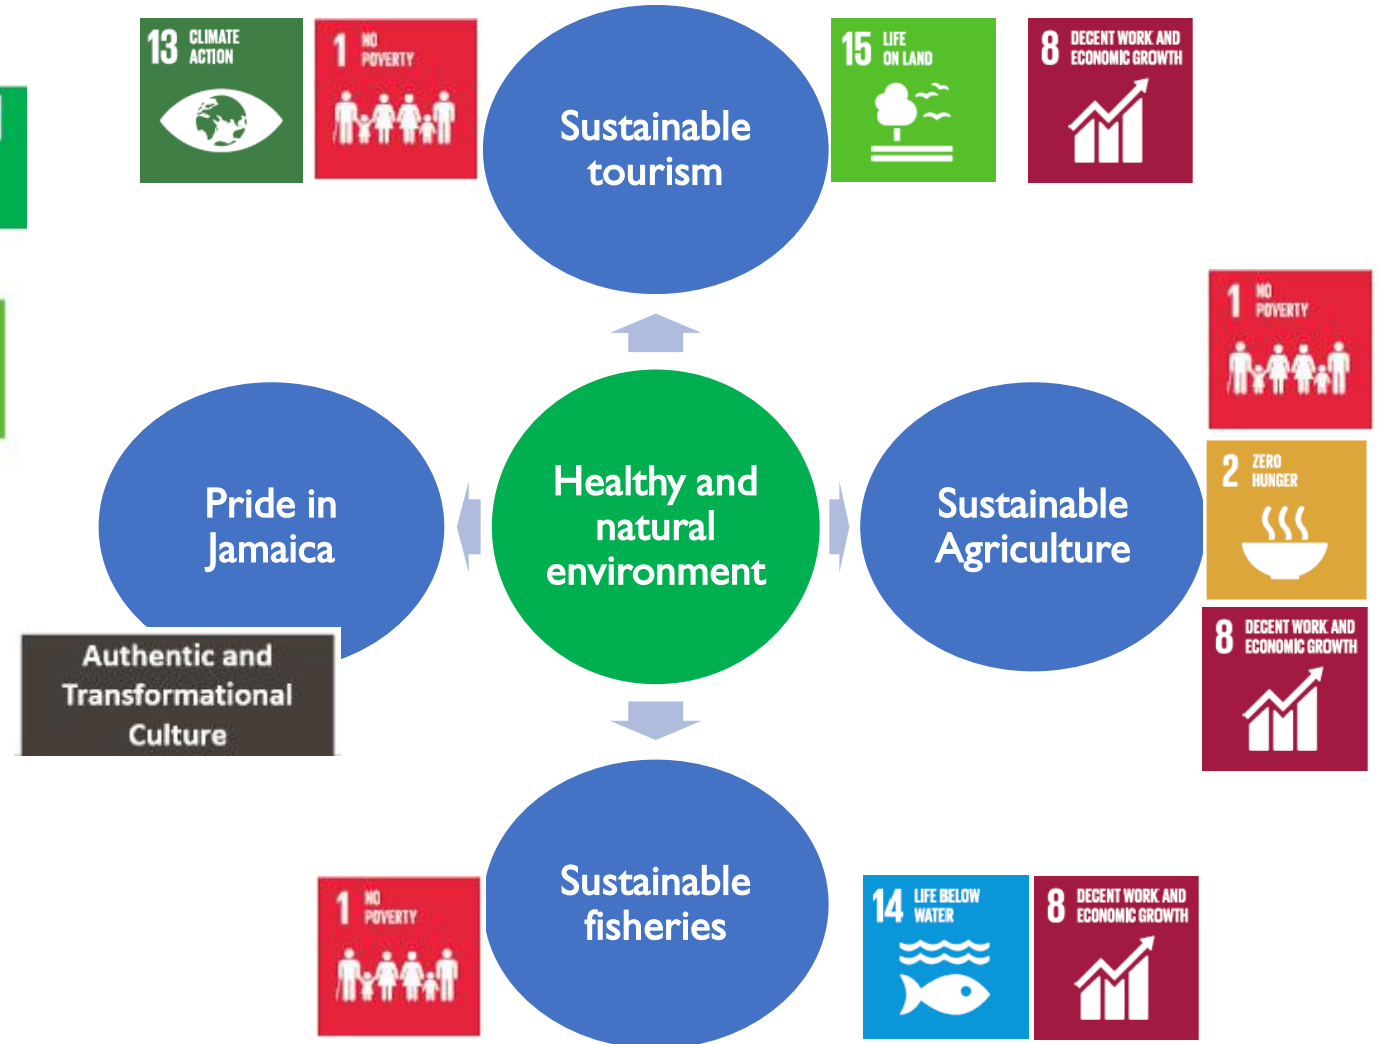 13 CLIMATE
ACTION
1 NO
POVERTY
Sustainable
tourism
15 LIFE
ON LAND
8 DECENT WORK AND
ECONOMIC GROWTH
1 NO
POVERTY
Pride in
Jamaica
Healthy and
natural
environment
Sustainable
Agriculture
2 ZERO
HUNGER
Authentic and
Transformational
Culture
8 DECENT WORK AND
ECONOMIC GROWTH
1 NO
POVERTY
Sustainable
fisheries
14 LIFE BELOW
WATER
8 DECENT WORK AND
ECONOMIC GROWTH